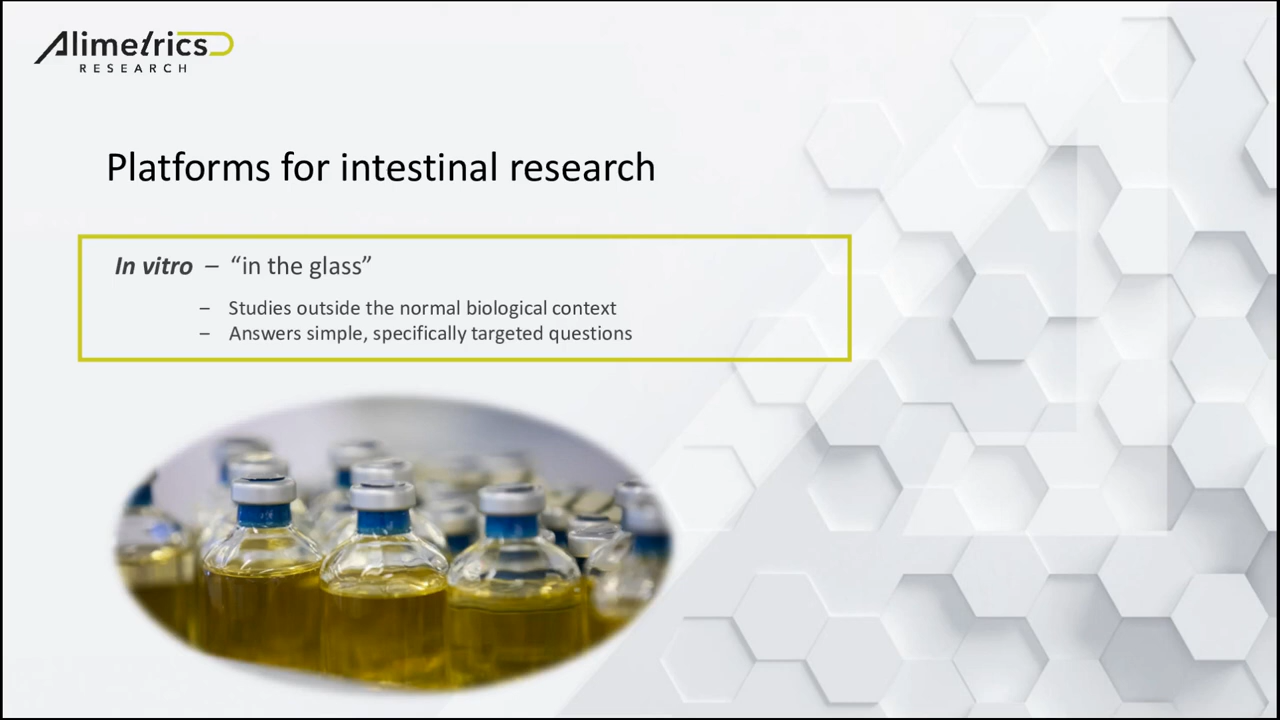 Alimetrics
RESEARCH
Platforms for intestinal research
In vitro – “in the glass”
– Studies outside the normal biological context
– Answers simple, specifically targeted questions